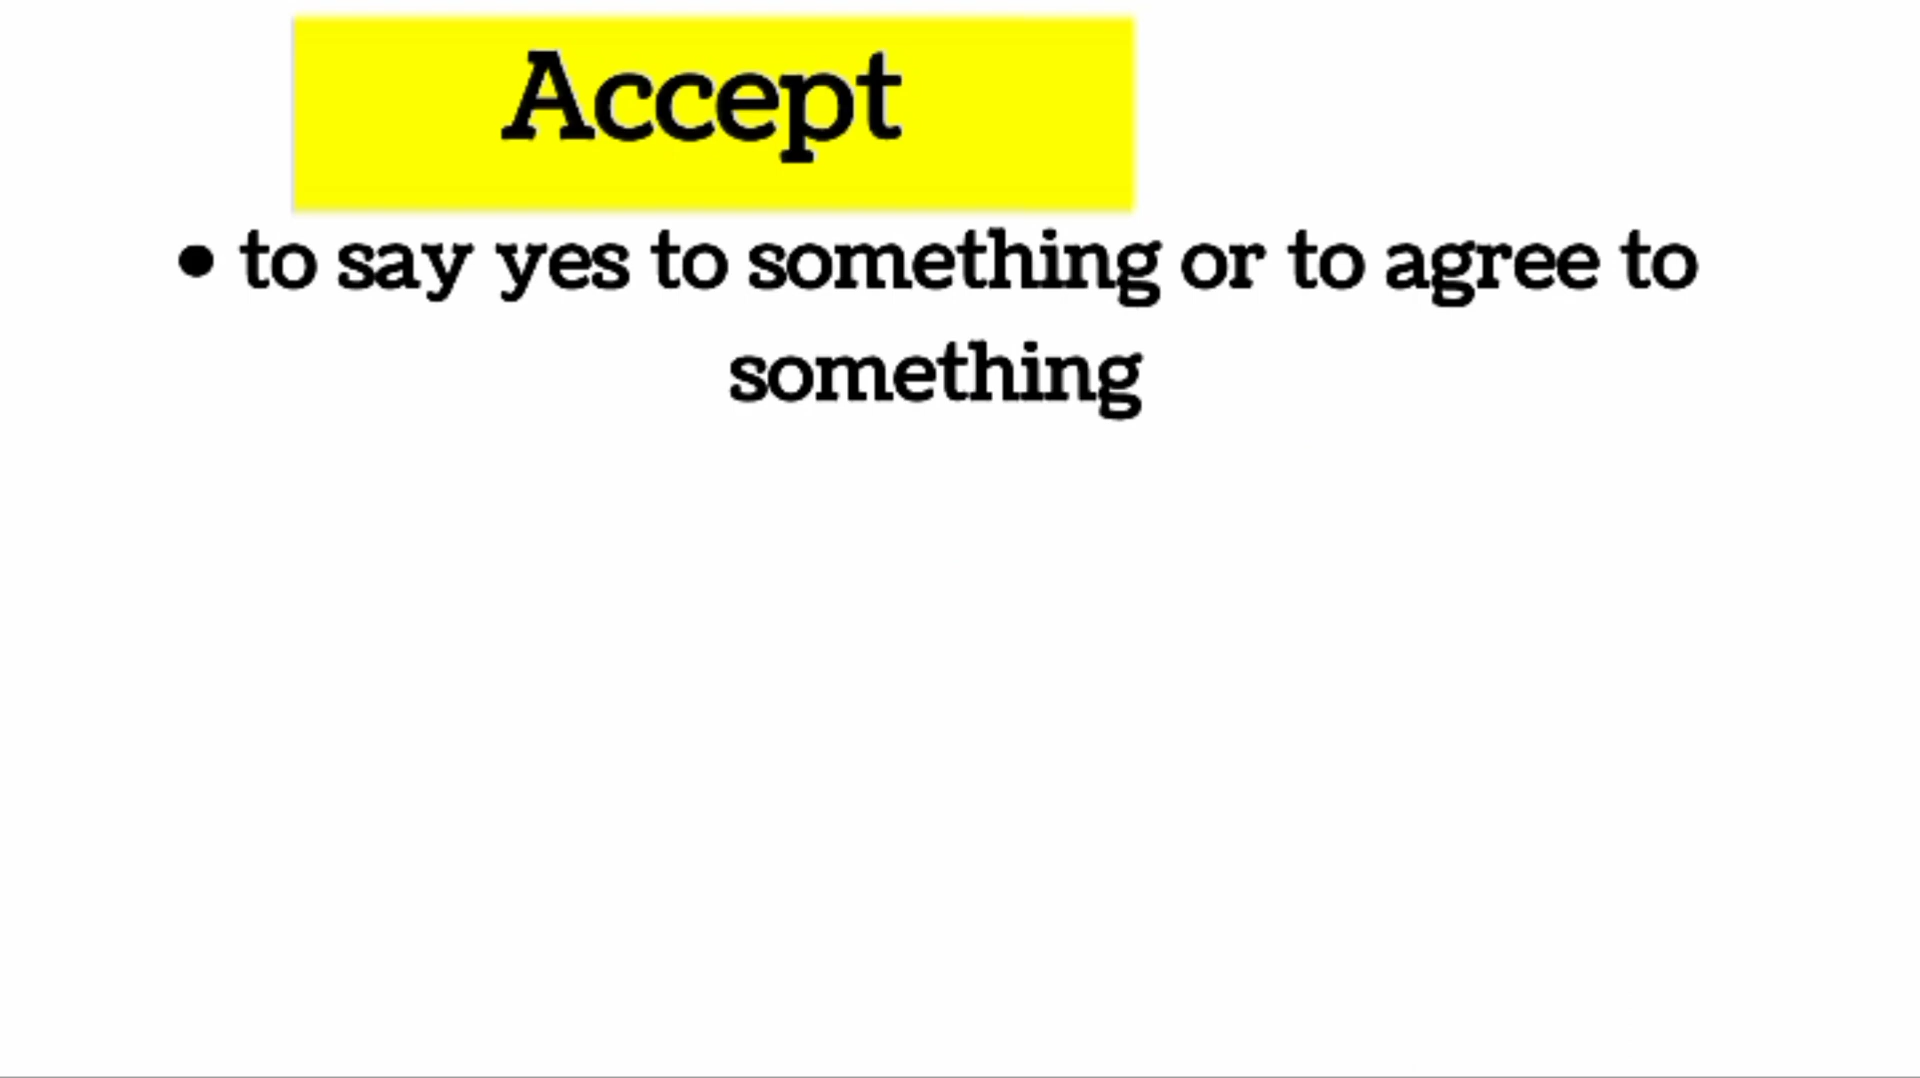 Accept
• to say yes to something or to agree to
something